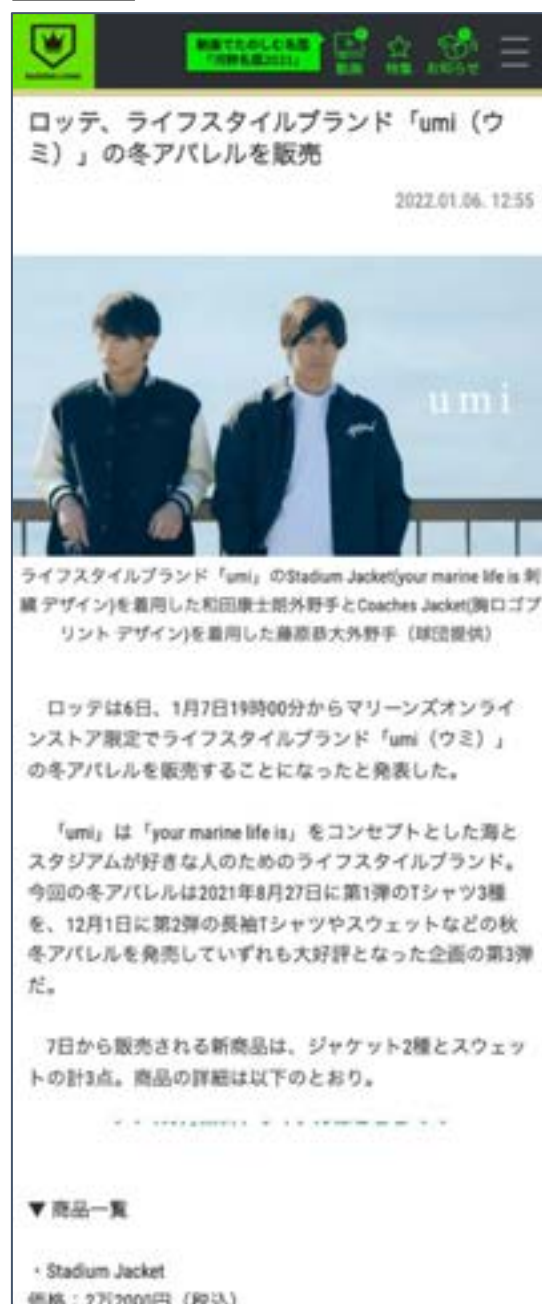 動画
特集
お知らせ
ロッテ、ライフスタイルブランド「umi（ウ
ミ）」の冬アパレルを販売
2022.01.06. 12:55
umi
ライフスタイルブランド「umi」のStadium Jacket(your marine life is 刺
繍 デザイン)を着用した和田康士朗外野手とCoaches Jacket(胸ロゴプ
リント デザイン)を着用した藤原恭大外野手（球団提供）
ロッテは6日、1月7日19時00分からマリーンズオンライ
ンストア限定でライフスタイルブランド「umi（ウミ）」
の冬アパレルを販売することになったと発表した。
「umi」は「your marine life is」をコンセプトとした海と
スタジアムが好きな人のためのライフスタイルブランド。
今回の冬アパレルは2021年8月27日に第1弾のTシャツ3種
を、12月1日に第2弾の長袖Tシャツやスウェットなどの秋
冬アパレルを発売していずれも大好評となった企画の第3弾
だ。
7日から販売される新商品は、ジャケット2種とスウェッ
トの計3点。商品の詳細は以下のとおり。
▼ 商品一覧
・Stadium Jacket
価格：2万2000円（税込）